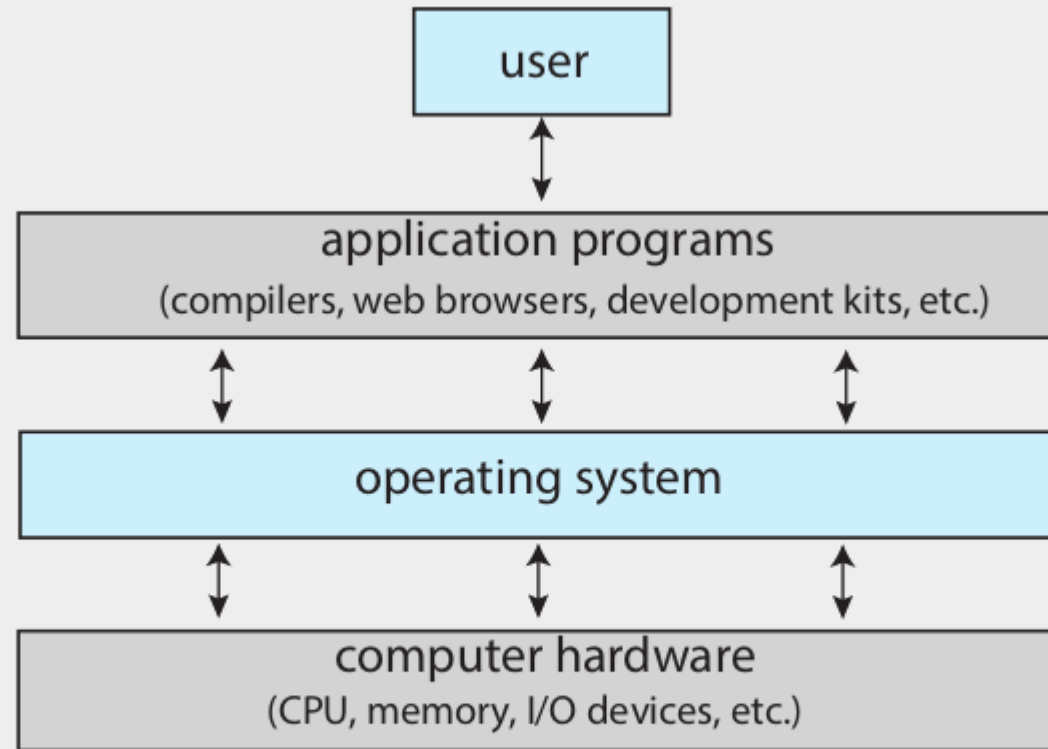 user
application programs
(compilers, web browsers, development kits, etc.)
operating system
computer hardware
(CPU, memory, I/O devices, etc.)